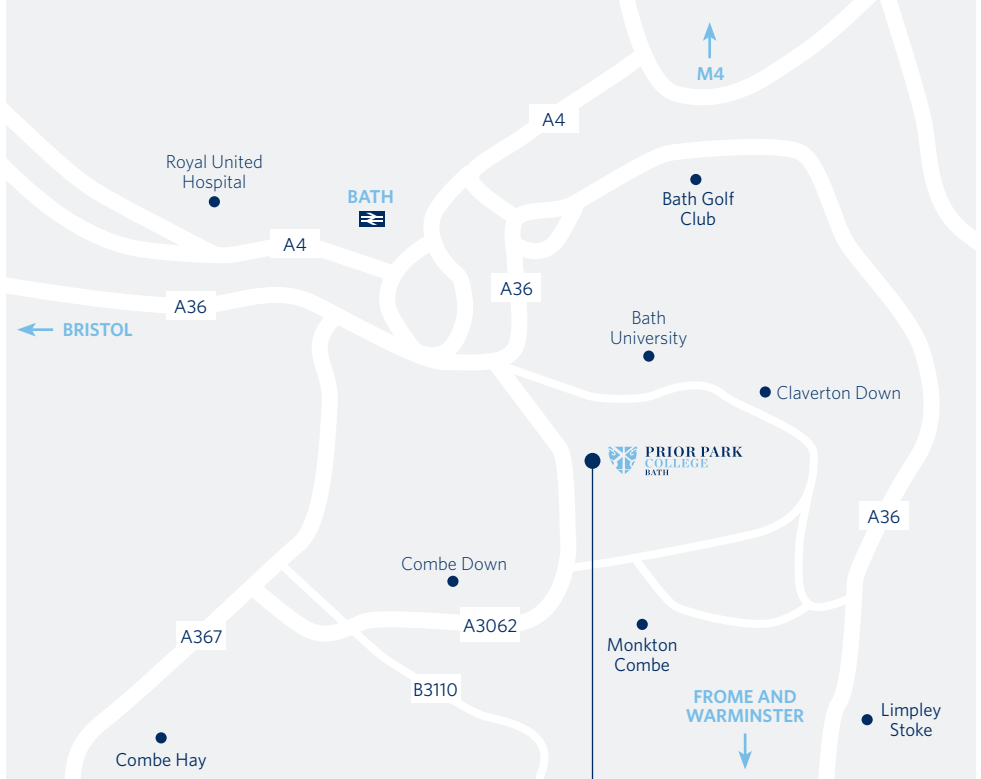 M4
A4
Royal United
Hospital
BATH
Bath Golf
Club
A4
A36
A36
BRISTOL
Bath
University
Claverton Down
PRIOR PARK
COLLEGE
BATH
A36
Combe Down
A3062
A367
Monkton
Combe
B3110
FROME AND
WARMINSTER
Limpley
Stoke
Combe Hay